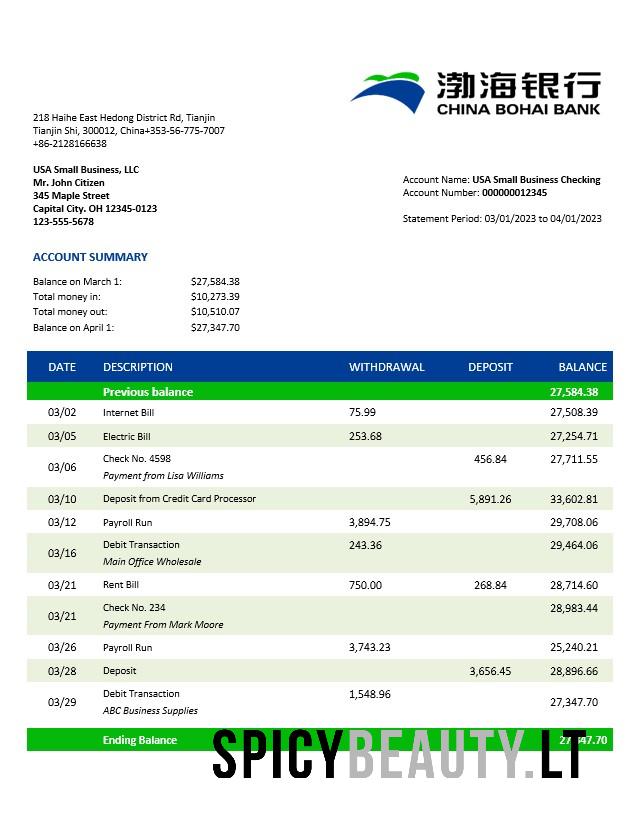 渤海银行
CHINA BOHAI BANK
218 Haihe East Hedong District Rd, Tianjin
Tianjin Shi, 300012, China+353-56-775-7007
+86-2128166638
USA Small Business, LLC
Mr. John Citizen
345 Maple Street
Capital City. OH 12345-0123
123-555-5678
Account Name: USA Small Business Checking
Account Number: 000000012345
Statement Period: 03/01/2023 to 04/01/2023
ACCOUNT SUMMARY
Balance on March 1: $27,584.38
Total money in: $10,273.39
Total money out: $10,510.07
Balance on April 1: $27,347.70
DATE DESCRIPTION WITHDRAWAL DEPOSIT BALANCE
Previous balance 27,584.38
03/02 Internet Bill 75.99 27,508.39
03/05 Electric Bill 253.68 27,254.71
03/06 Check No. 4598 456.84 27,711.55
Payment from Lisa Williams
03/10 Deposit from Credit Card Processor 5,891.26 33,602.81
03/12 Payroll Run 3,894.75 29,708.06
03/16 Debit Transaction 243.36 29,464.06
Main Office Wholesale
03/21 Rent Bill 750.00 268.84 28,714.60
03/21 Check No. 234 28,983.44
Payment From Mark Moore
03/26 Payroll Run 3,743.23 25,240.21
03/28 Deposit 3,656.45 28,896.66
03/29 Debit Transaction 1,548.96 27,347.70
ABC Business Supplies
Ending Balance
SPICYBEAUTY.LT